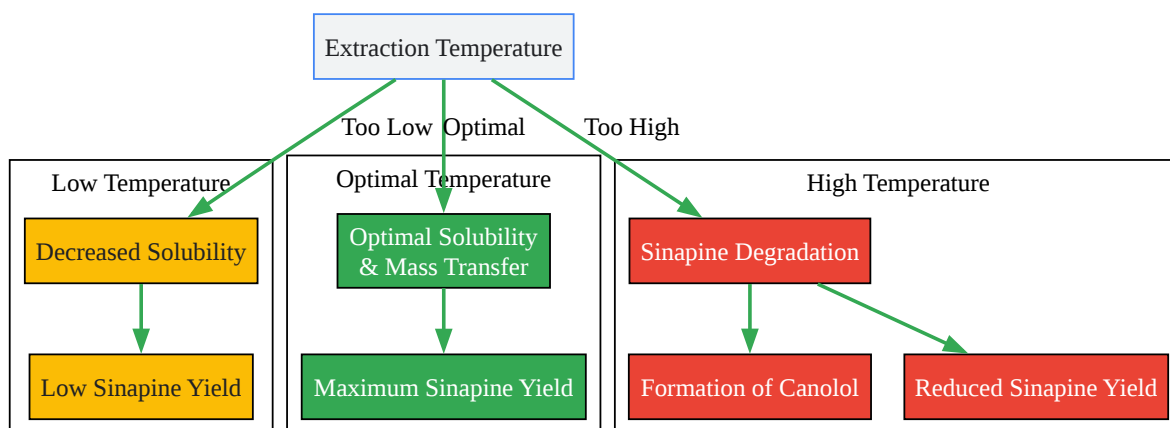 Extraction Temperature
Too Low
Optimal
Too High
Low Temperature
Optimal Temperature
High Temperature
Decreased Solubility
Optimal Solubility
& Mass Transfer
Sinapine Degradation
Low Sinapine Yield
Maximum Sinapine Yield
Formation of Canolol
Reduced Sinapine Yield